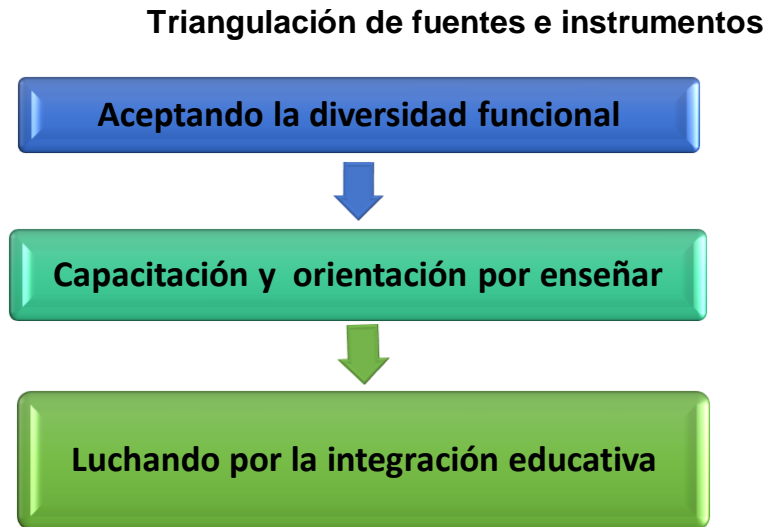 Triangulación de fuentes e instrumentos
Aceptando la diversidad funcional
Capacitación y orientación por enseñar
Luchando por la integración educativa